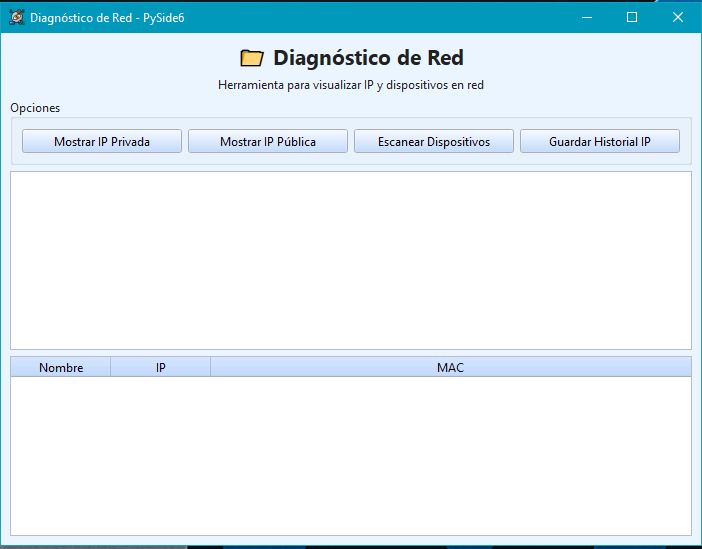 Diagnóstico de Red - PySide6
Diagnóstico de Red
Herramienta para visualizar IP y dispositivos en red
Opciones
Mostrar IP Privada Mostrar IP Pública Escanear Dispositivos Guardar Historial IP
Nombre IP MAC